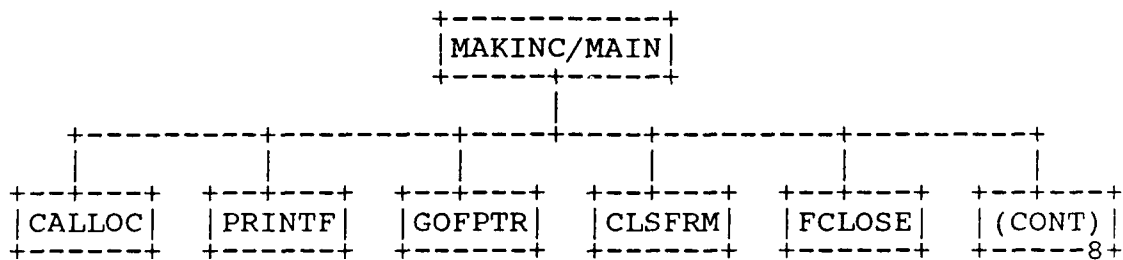 MAKINC/MAIN
CALLOC PRINTF GOFPTR CLSFRM FCLOSE (CONT)
8